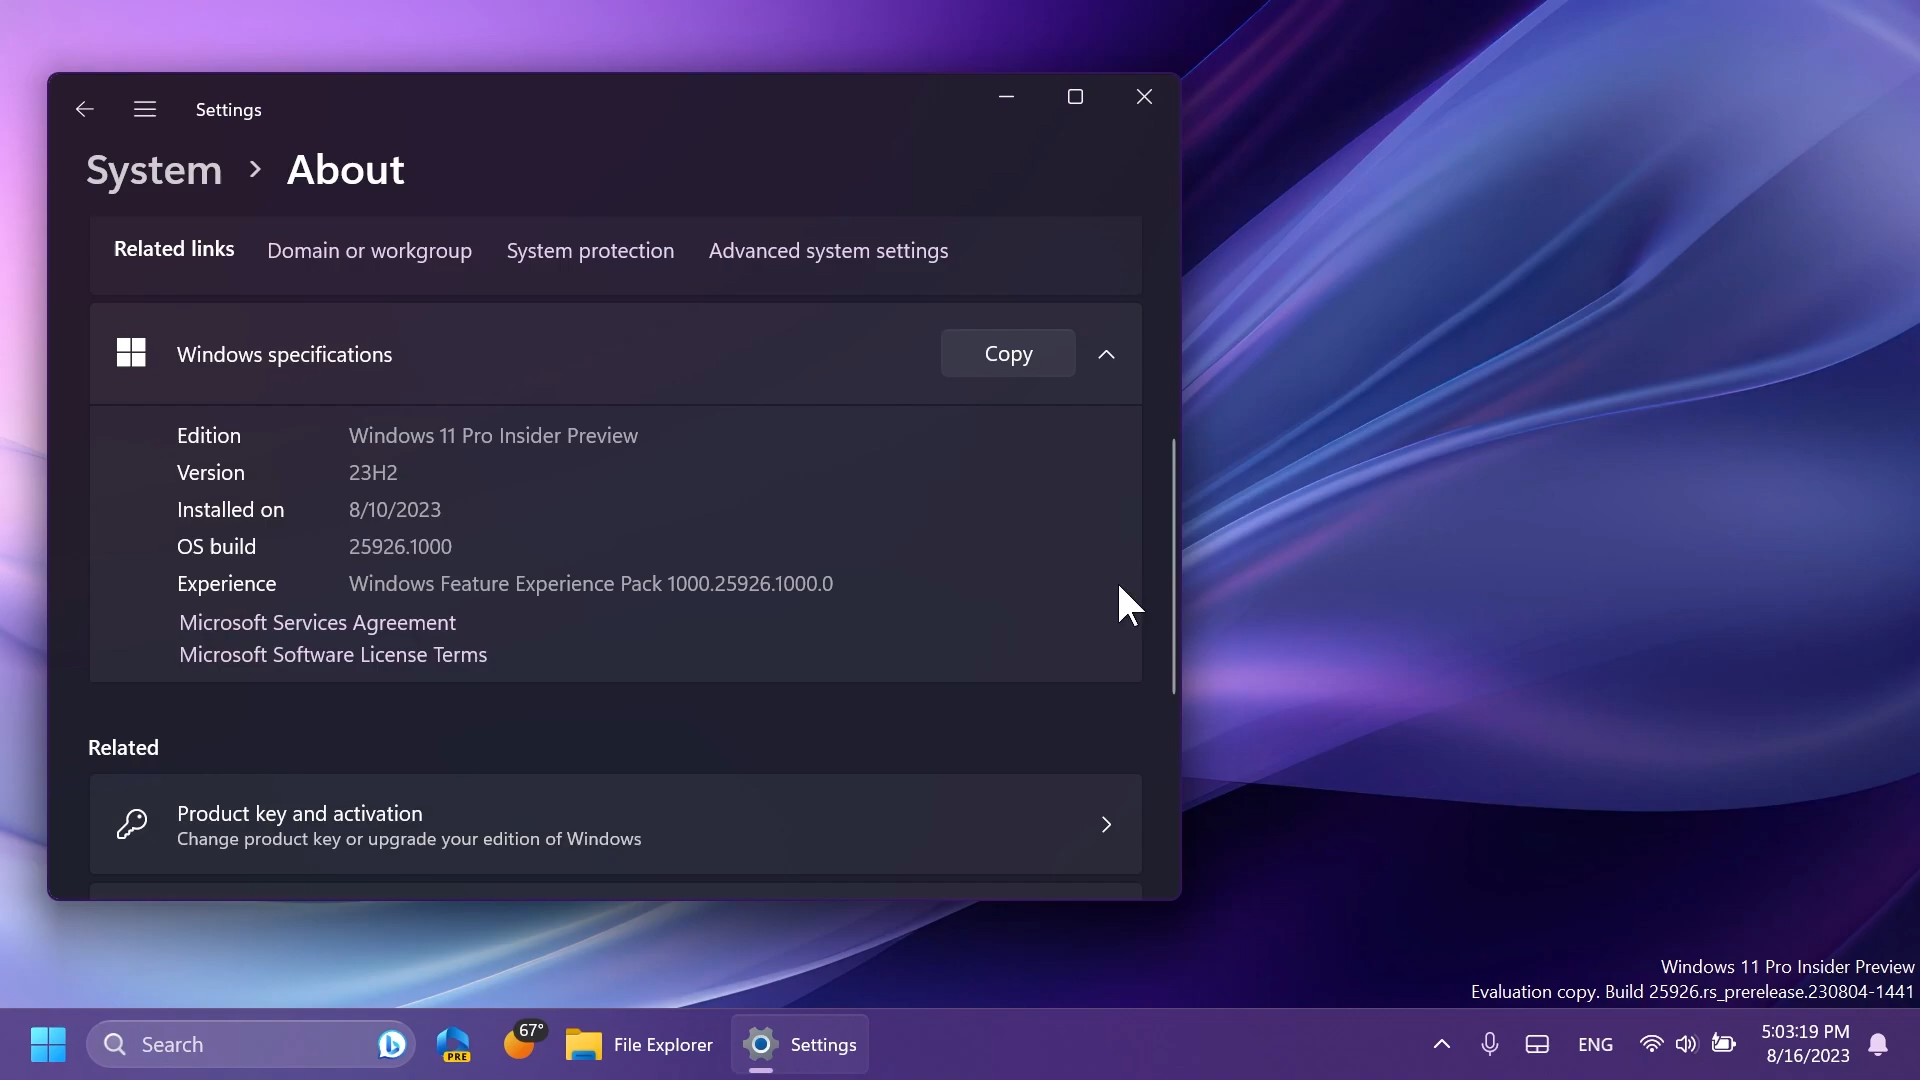 Settings
System > About
Related links Domain or workgroup System protection Advanced system settings
Windows specifications Copy
Edition Windows 11 Pro Insider Preview
Version 23H2
Installed on 8/10/2023
OS build 25926.1000
Experience Windows Feature Experience Pack 1000.25926.1000.0
Microsoft Services Agreement
Microsoft Software License Terms
Related
Product key and activation
Change product key or upgrade your edition of Windows
Windows 11 Pro Insider Preview
Evaluation copy. Build 25926.rs_prerelease.230804-1441
Search PRE 67° File Explorer Settings ENG 5:03:19 PM
8/16/2023